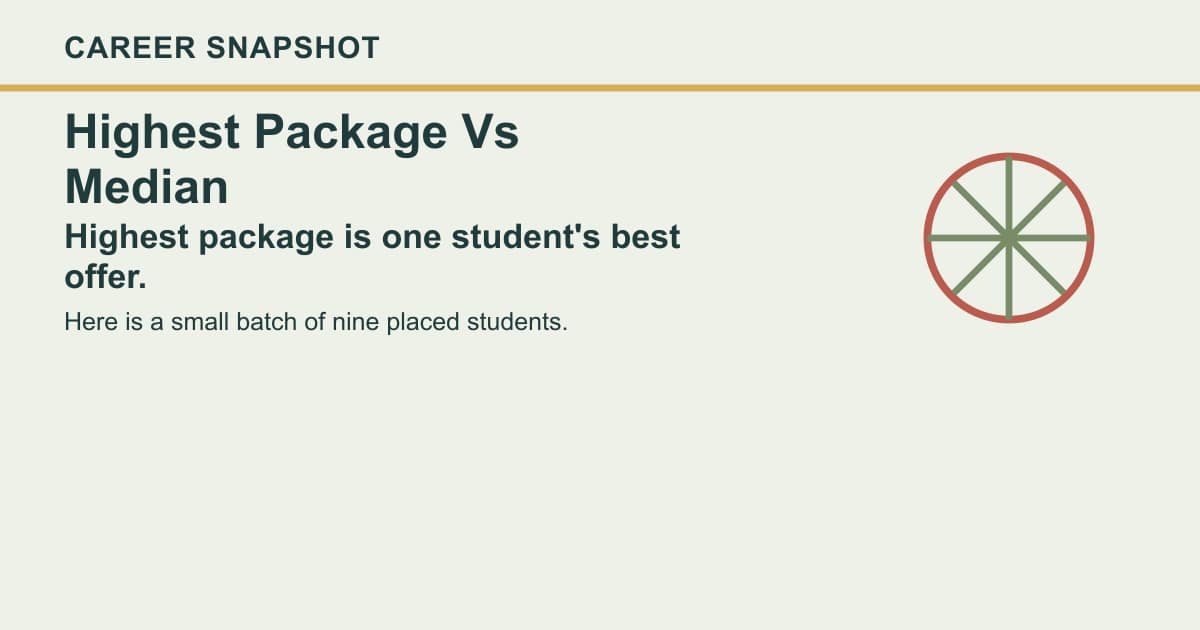 CAREER SNAPSHOT
Highest Package Vs
Median
Highest package is one student's best
offer.
Here is a small batch of nine placed students.